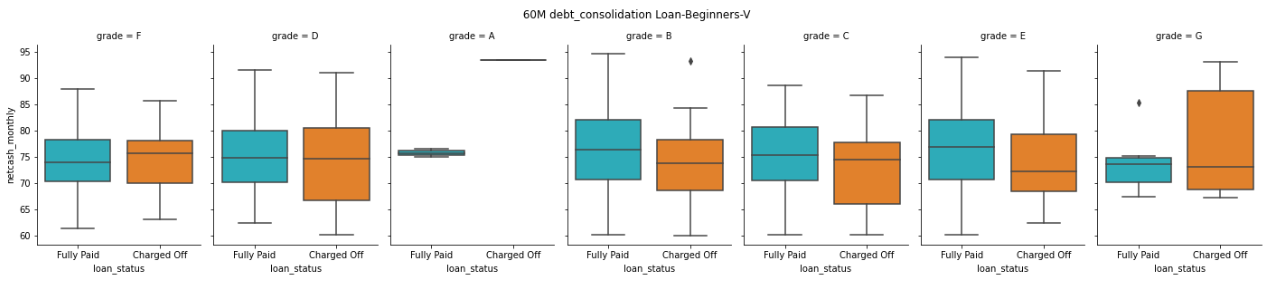 60M debt_consolidation Loan-Beginners-V
grade = F
grade = D
grade = A
grade = B
grade = C
grade = E
grade = G
netcash_monthly
95
90
85
80
75
70
65
60
Fully Paid Charged Off
loan_status
Fully Paid Charged Off
loan_status
Fully Paid Charged Off
loan_status
Fully Paid Charged Off
loan_status
Fully Paid Charged Off
loan_status
Fully Paid Charged Off
loan_status
Fully Paid Charged Off
loan_status